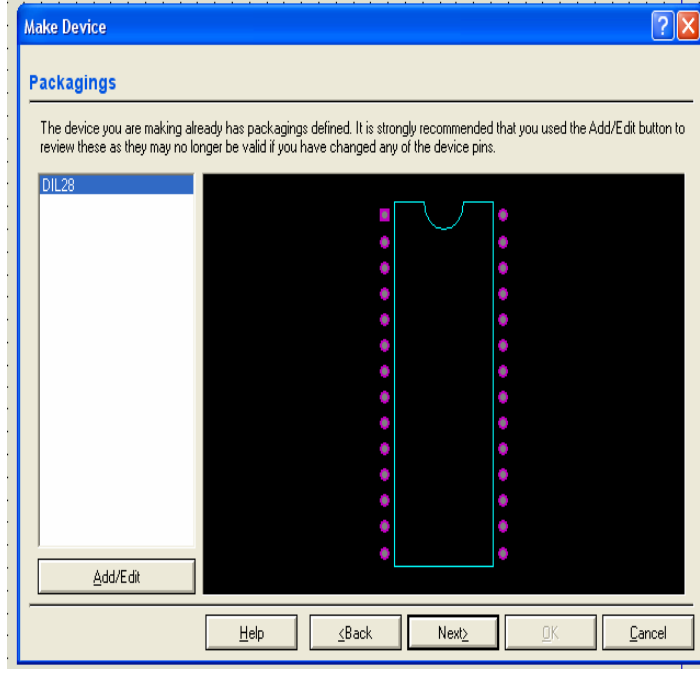 Make Device
Packagings
The device you are making already has packagings defined. It is strongly recommended that you used the Add/Edit button to
review these as they may no longer be valid if you have changed any of the device pins.
DIL28
Add/Edit
Help
<Back
Next>
OK
Cancel